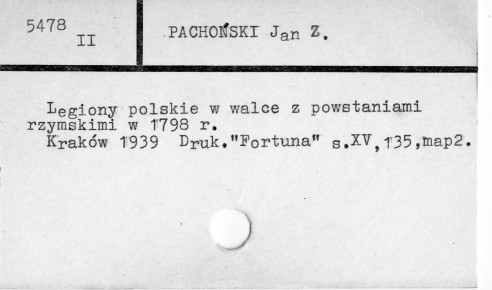 5478
II
PACHOŃSKI Jan Z.
Legiony polskie w walce z powstaniami
rzymskimi w 1798 r.
Kraków 1939 Druk."Fortuna" s.XV,135,map2.